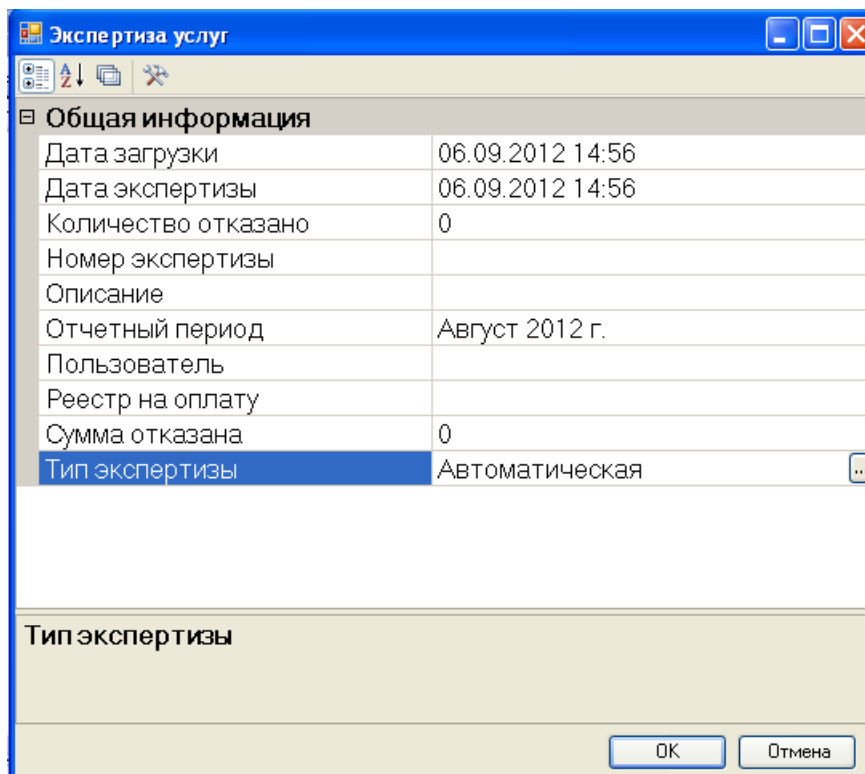 Экспертиза услуг
Общая информация
Дата загрузки 06.09.2012 14:56
Дата экспертизы 06.09.2012 14:56
Количество отказано 0
Номер экспертизы
Описание
Отчетный период Август 2012 г.
Пользователь
Реестр на оплату
Сумма отказана 0
Тип экспертизы Автоматическая ...
Тип экспертизы
OK Отмена